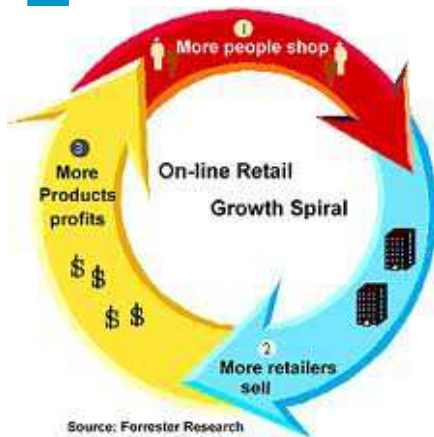 1
More people shop
3
More
Products
profits
On-line Retail
Growth Spiral
$ $
$ $
2
More retailers
sell
Source: Forrester Research